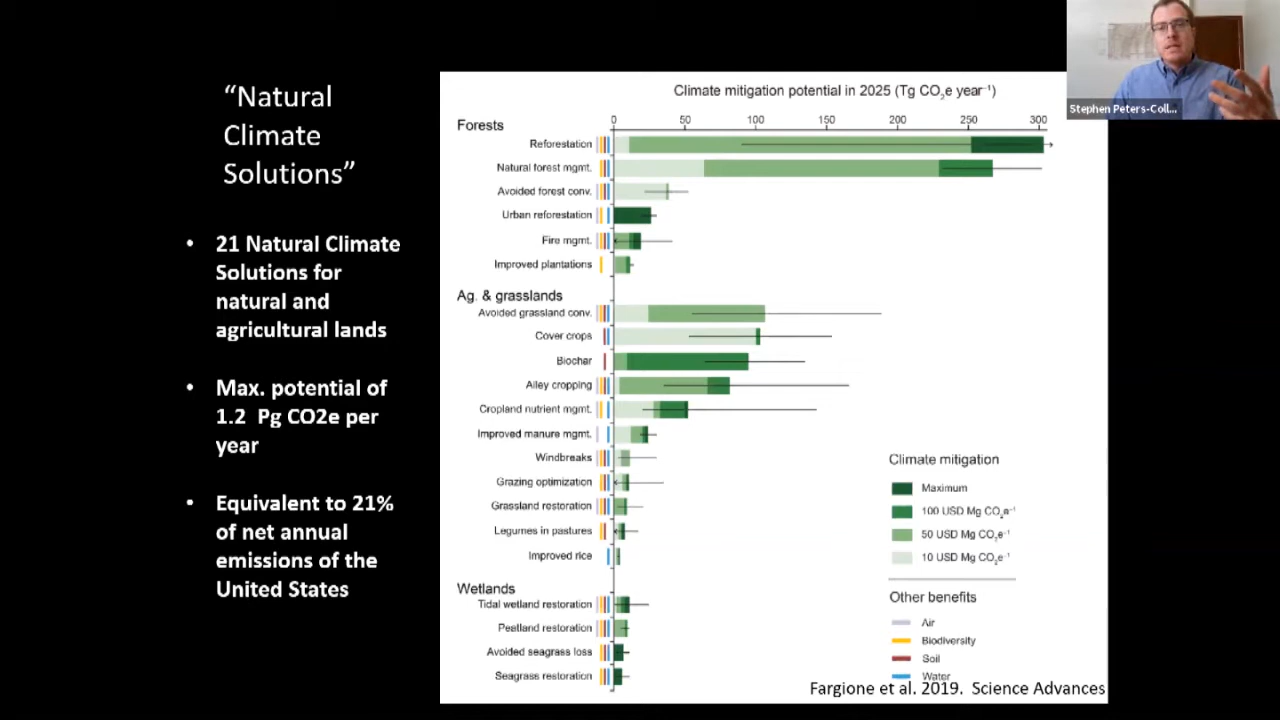 “Natural
Climate
Solutions”
• 21 Natural Climate
Solutions for
natural and
agricultural lands
• Max. potential of
1.2 Pg CO2e per
year
• Equivalent to 21%
of net annual
emissions of the
United States
Climate mitigation potential in 2025 (Tg CO₂e year⁻¹)
0 50 100 150 200 250 300
Forests
Reforestation
Natural forest mgmt.
Avoided forest conv.
Urban reforestation
Fire mgmt.
Improved plantations
Ag. & grasslands
Avoided grassland conv.
Cover crops
Biochar
Alley cropping
Cropland nutrient mgmt.
Improved manure mgmt.
Windbreaks
Grazing optimization
Grassland restoration
Legumes in pastures
Improved rice
Wetlands
Tidal wetland restoration
Peatland restoration
Avoided seagrass loss
Seagrass restoration
Climate mitigation
Maximum
100 USD Mg CO₂e⁻¹
50 USD Mg CO₂e⁻¹
10 USD Mg CO₂e⁻¹
Other benefits
Air
Biodiversity
Soil
Water
Fargione et al. 2019. Science Advances
Stephen Peters-Coll...